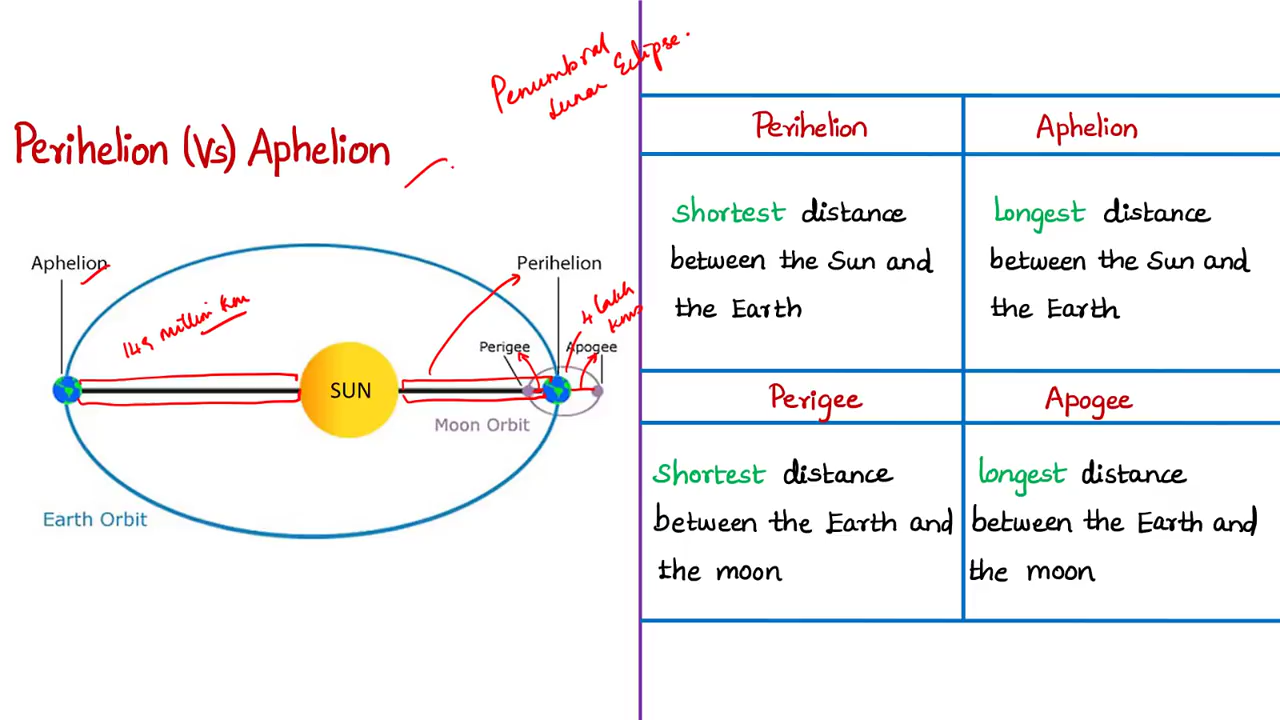 Penumbral
Lunar Eclipse.
Perihelion (Vs) Aphelion
Aphelion
Perihelion
149 million km
4 lakh
kms
Perigee
Apogee
SUN
Moon Orbit
Earth Orbit
Perihelion
Aphelion
shortest distance
between the Sun and
the Earth
Longest distance
between the Sun and
the Earth
Perigee
Apogee
Shortest distance
between the Earth and
the moon
longest distance
between the Earth and
the moon